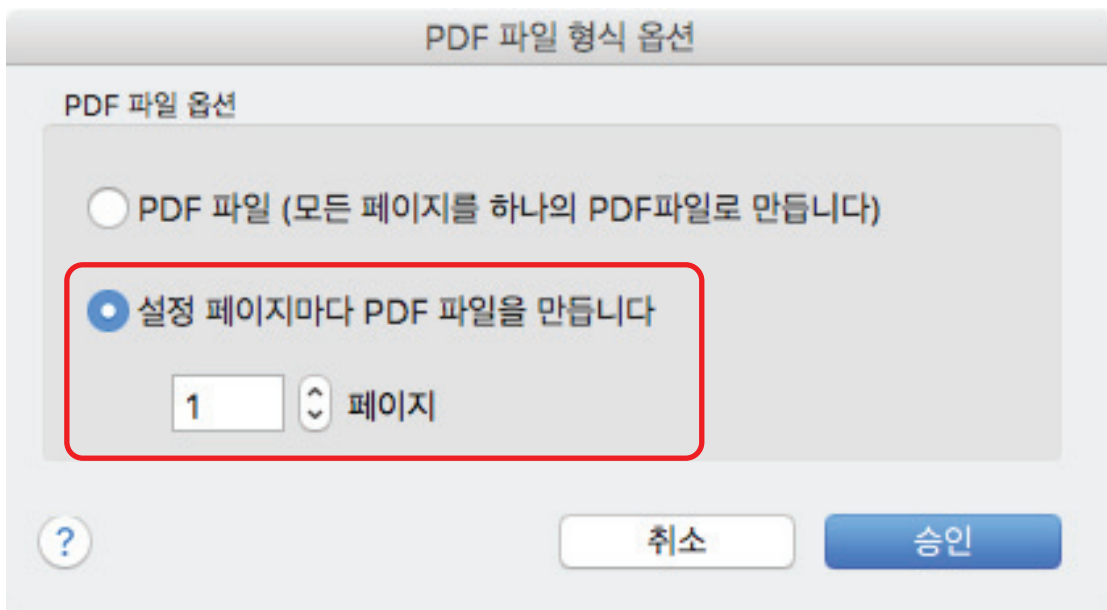 PDF 파일 형식 옵션
PDF 파일 옵션
PDF 파일 (모든 페이지를 하나의 PDF파일로 만듭니다)
설정 페이지마다 PDF 파일을 만듭니다
1 페이지
? 취소 승인